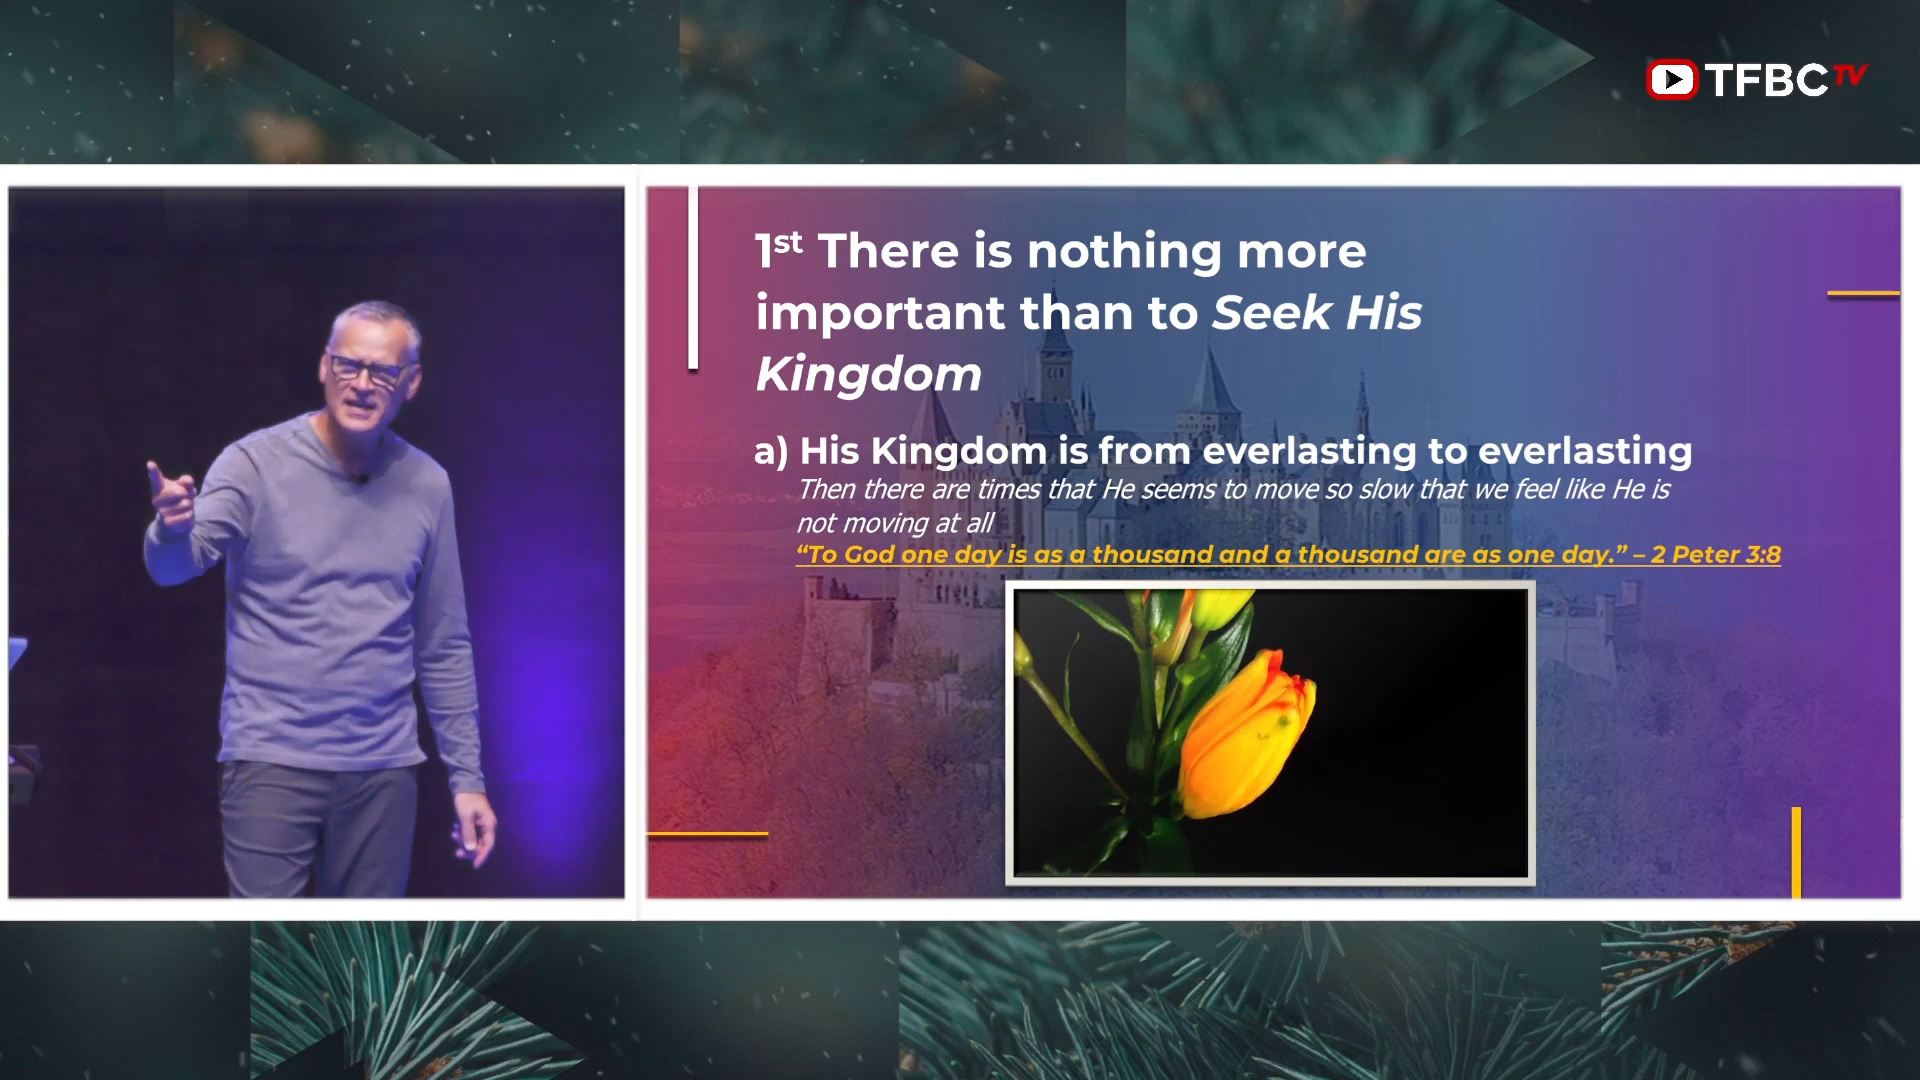 TFBC TV
1st There is nothing more
important than to Seek His
Kingdom
a) His Kingdom is from everlasting to everlasting
Then there are times that He seems to move so slow that we feel like He is
not moving at all
“To God one day is as a thousand and a thousand are as one day.” – 2 Peter 3:8